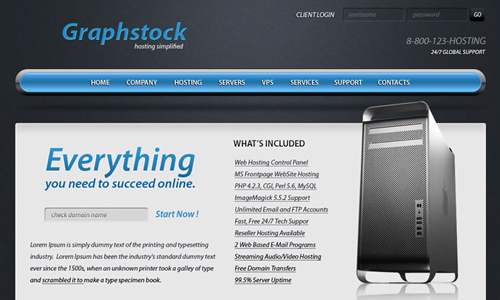 CLIENT LOGIN username password GO
Graphstock
hosting simplified
8-800-123-HOSTING
24/7 GLOBAL SUPPORT
HOME COMPANY HOSTING SERVERS VPS SERVICES SUPPORT CONTACTS
Everything
you need to succeed online.
check domain name Start Now !
Lorem Ipsum is simply dummy text of the printing and typesetting
industry. Lorem Ipsum has been the industry's standard dummy text
ever since the 1500s, when an unknown printer took a galley of type
and scrambled it to make a type specimen book.
WHAT'S INCLUDED
Web Hosting Control Panel
MS Frontpage WebSite Hosting
PHP 4.2.3, CGI, Perl 5.6, MySQL
ImageMagick 5.5.2 Support
Unlimited Email and FTP Accounts
Fast, Free 24/7 Tech Suppor
Reseller Hosting Available
2 Web Based E-Mail Programs
Streaming Audio/Video Hosting
Free Domain Transfers
99.5% Server Uptime